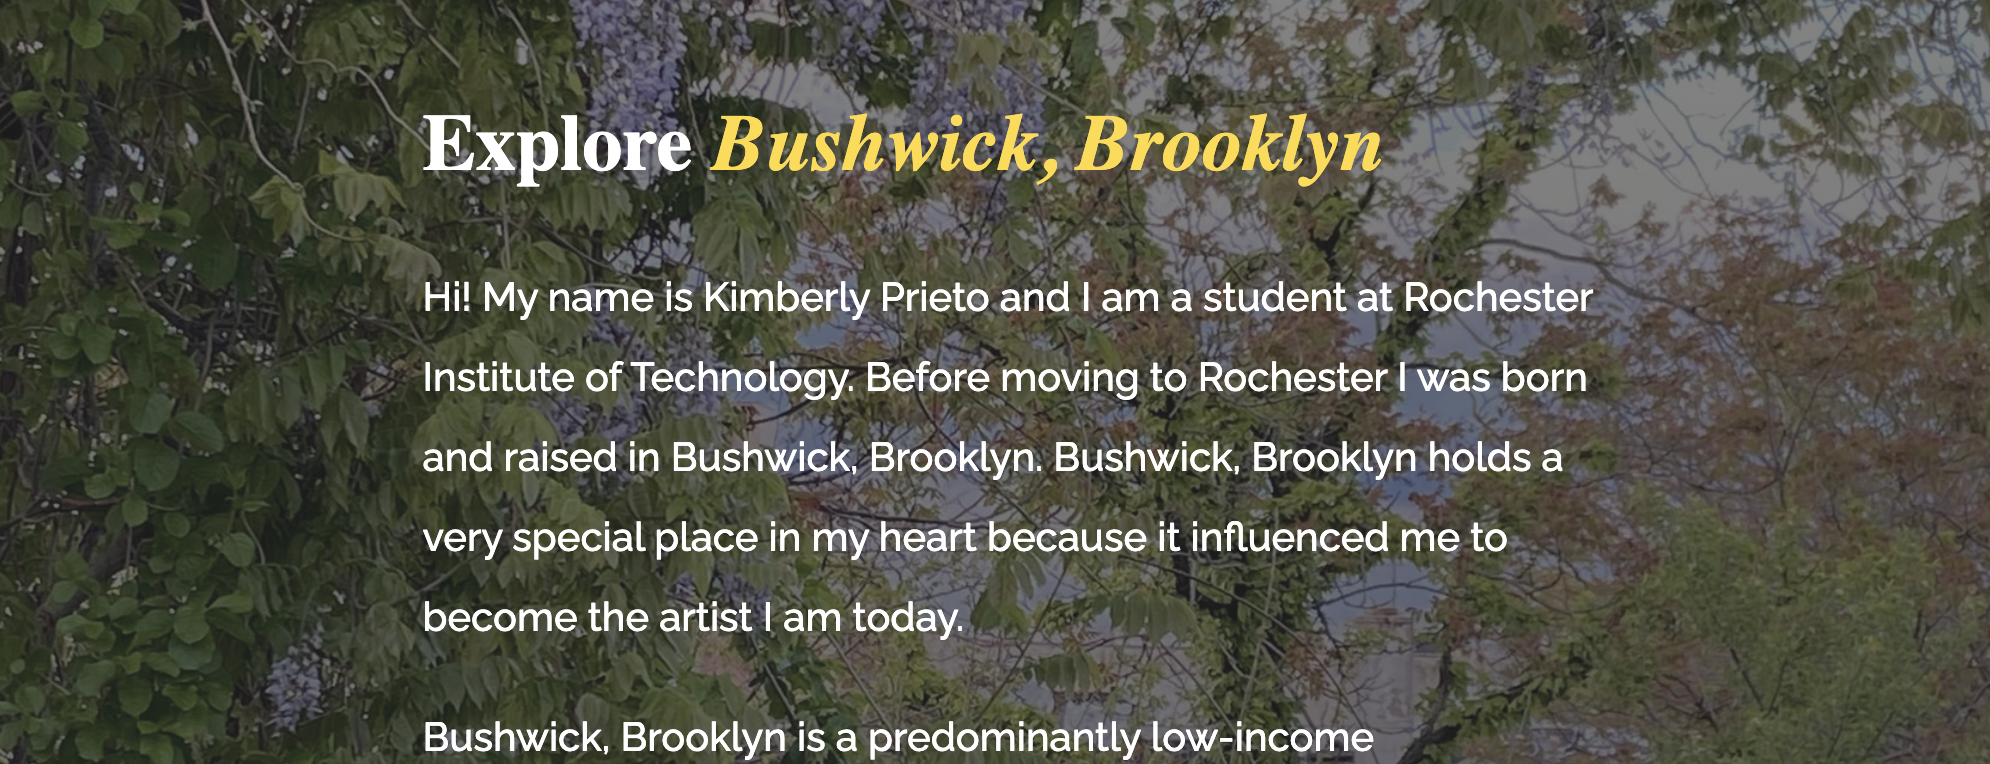 Explore Bushwick, Brooklyn
Hi! My name is Kimberly Prieto and I am a student at Rochester
Institute of Technology. Before moving to Rochester I was born
and raised in Bushwick, Brooklyn. Bushwick, Brooklyn holds a
very special place in my heart because it influenced me to
become the artist I am today.
Bushwick, Brooklyn is a predominantly low-income